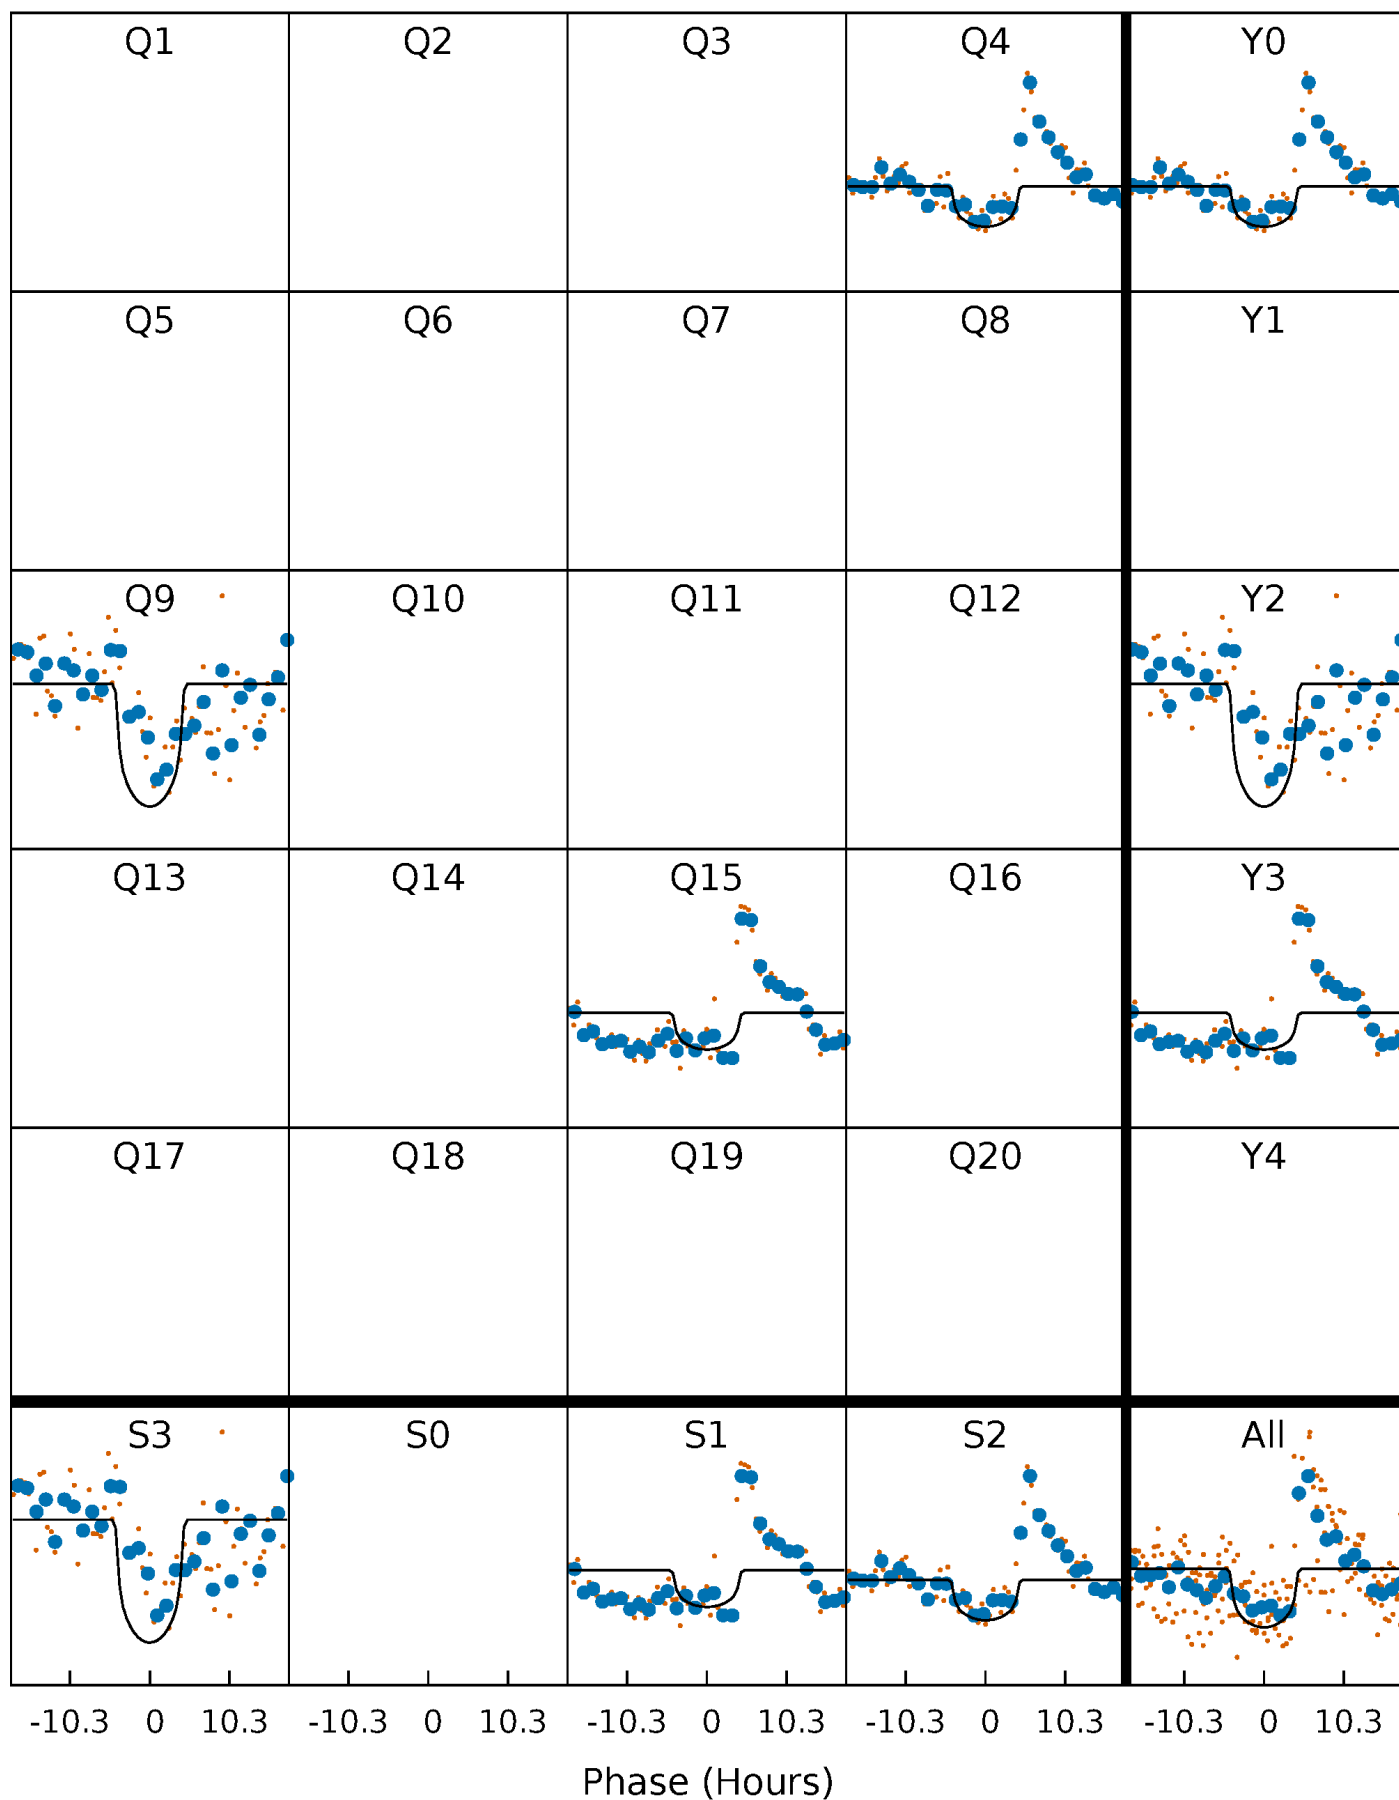 Q1 Q2 Q3 Q4 Y0
Q5 Q6 Q7 Q8 Y1
Q9 Q10 Q11 Q12 Y2
Q13 Q14 Q15 Q16 Y3
Q17 Q18 Q19 Q20 Y4
S3 S0 S1 S2 All
-10.3 0 10.3 -10.3 0 10.3 -10.3 0 10.3 -10.3 0 10.3 -10.3 0 10.3
Phase (Hours)